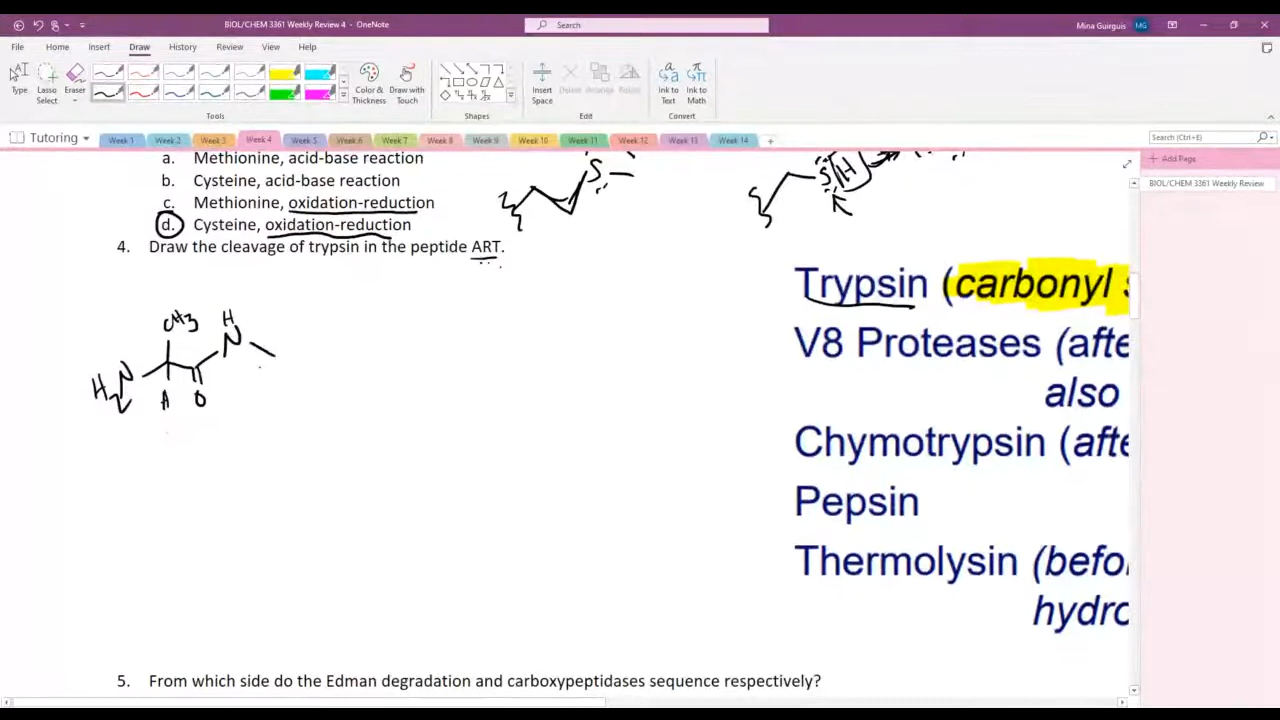 BIOL/CHEM 3361 Weekly Review 4 - OneNote
Search
Mina Guirguis
MG
File Home Insert Draw History Review View Help
Type
Lasso Select
Eraser
Color & Thickness
Draw with Touch
Insert Space
Delete
Arrange
Rotate
Ink to Text
Ink to Math
Tools
Shapes
Edit
Convert
Tutoring
Week 1 Week 2 Week 3 Week 4 Week 5 Week 6 Week 7 Week 8 Week 9 Week 10 Week 11 Week 12 Week 13 Week 14
Search (Ctrl+E)
Add Page
BIOL/CHEM 3361 Weekly Review
a. Methionine, acid-base reaction
b. Cysteine, acid-base reaction
c. Methionine, oxidation-reduction
d. Cysteine, oxidation-reduction
S
S H
4. Draw the cleavage of trypsin in the peptide ART.
Trypsin (carbonyl s
V8 Proteases (afte
also
Chymotrypsin (afte
Pepsin
Thermolysin (befo
hydro
CH3
H
N
H2N
A
O
5. From which side do the Edman degradation and carboxypeptidases sequence respectively?